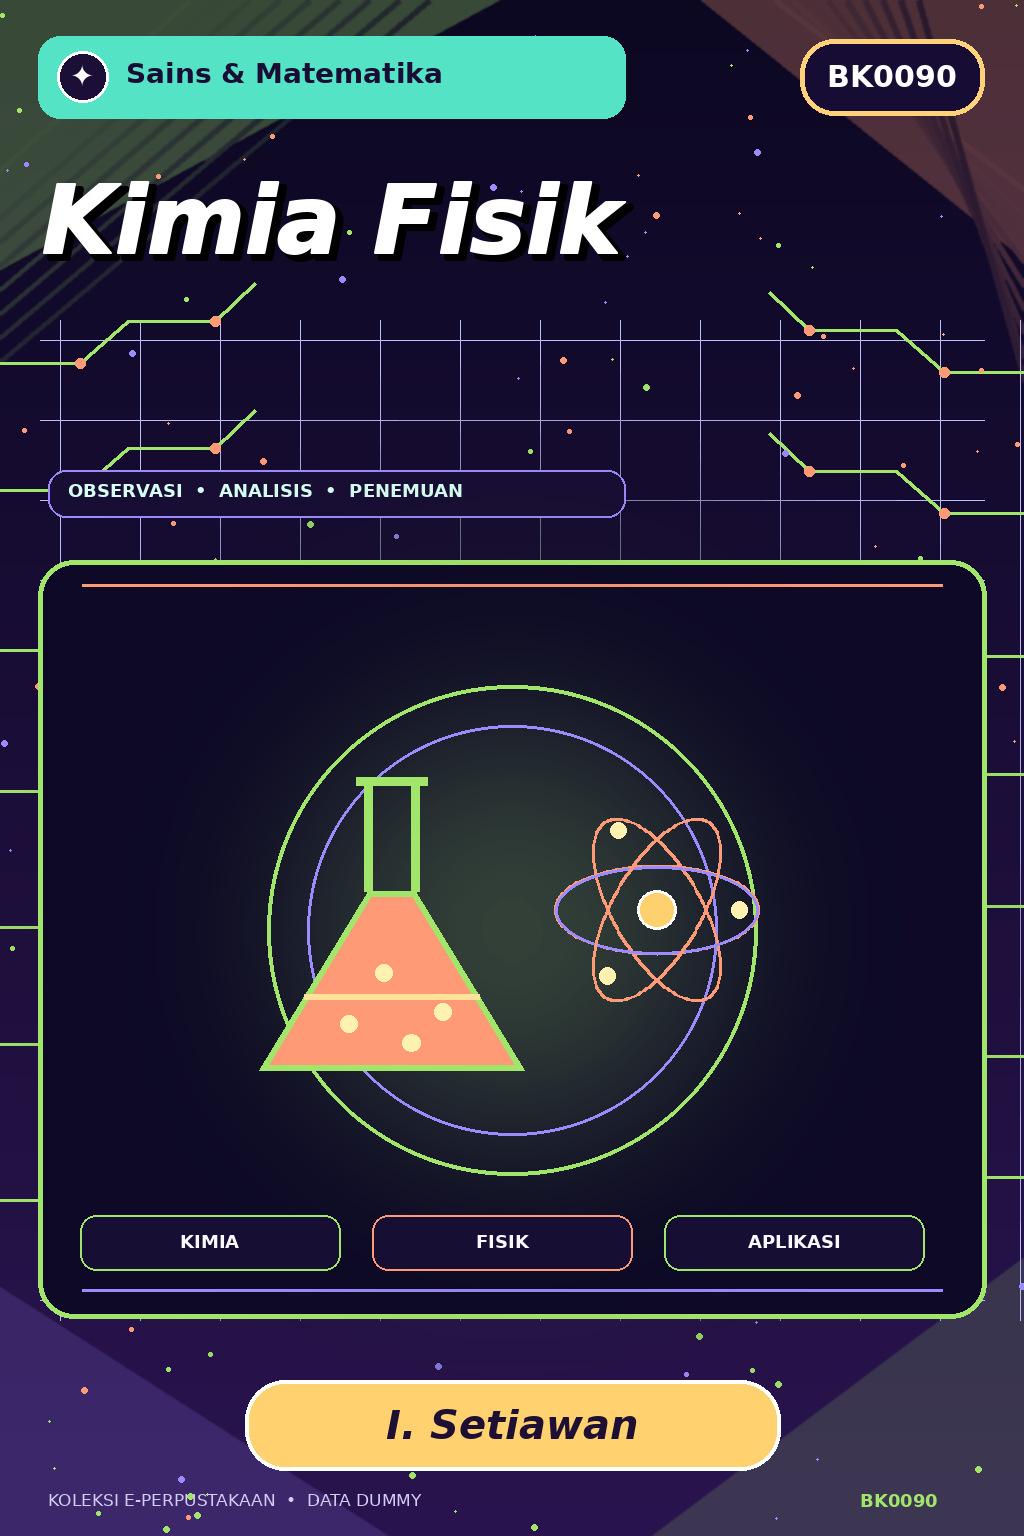 Sains & Matematika
BK0090
Kimia Fisik
OBSERVASI • ANALISIS • PENEMUAN
KIMIA
FISIK
APLIKASI
I. Setiawan
KOLEKSI E-PERPUSTAKAAN • DATA DUMMY
BK0090